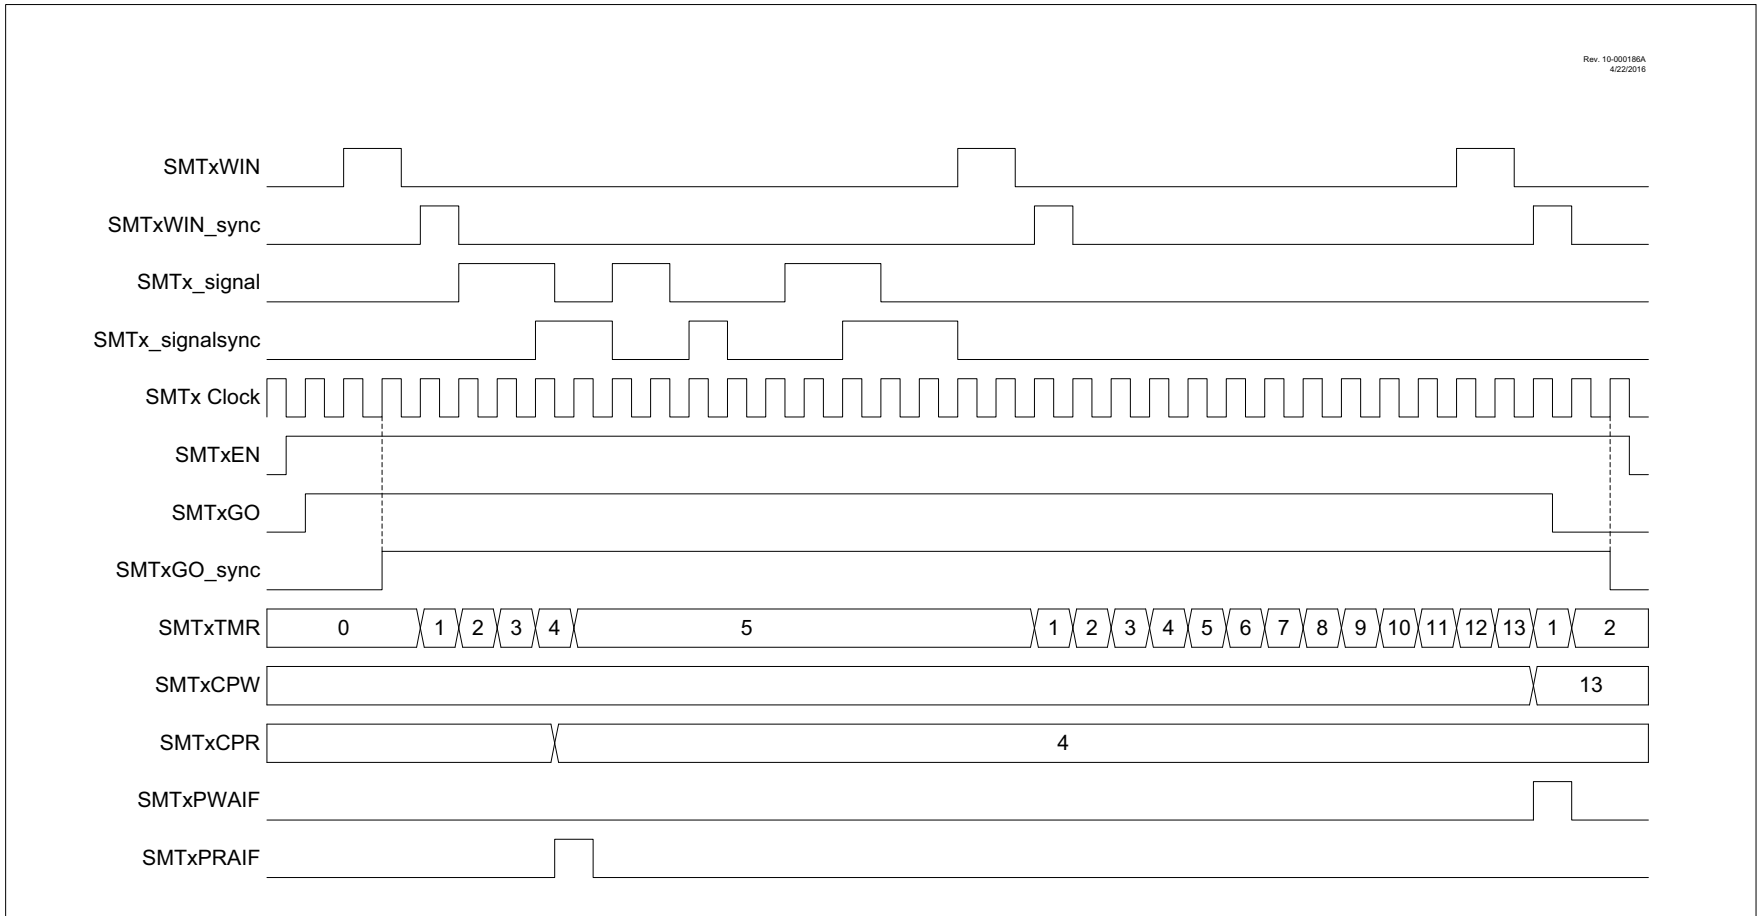 Rev. 10-000186A
4/22/2016
SMTxWIN
SMTxWIN_sync
SMTx_signal
SMTx_signalsync
SMTx Clock
SMTxEN
SMTxGO
SMTxGO_sync
SMTxTMR 0 1 2 3 4 5 1 2 3 4 5 6 7 8 9 10 11 12 13 1 2
SMTxCPW 13
SMTxCPR 4
SMTxPWAIF
SMTxPRAIF